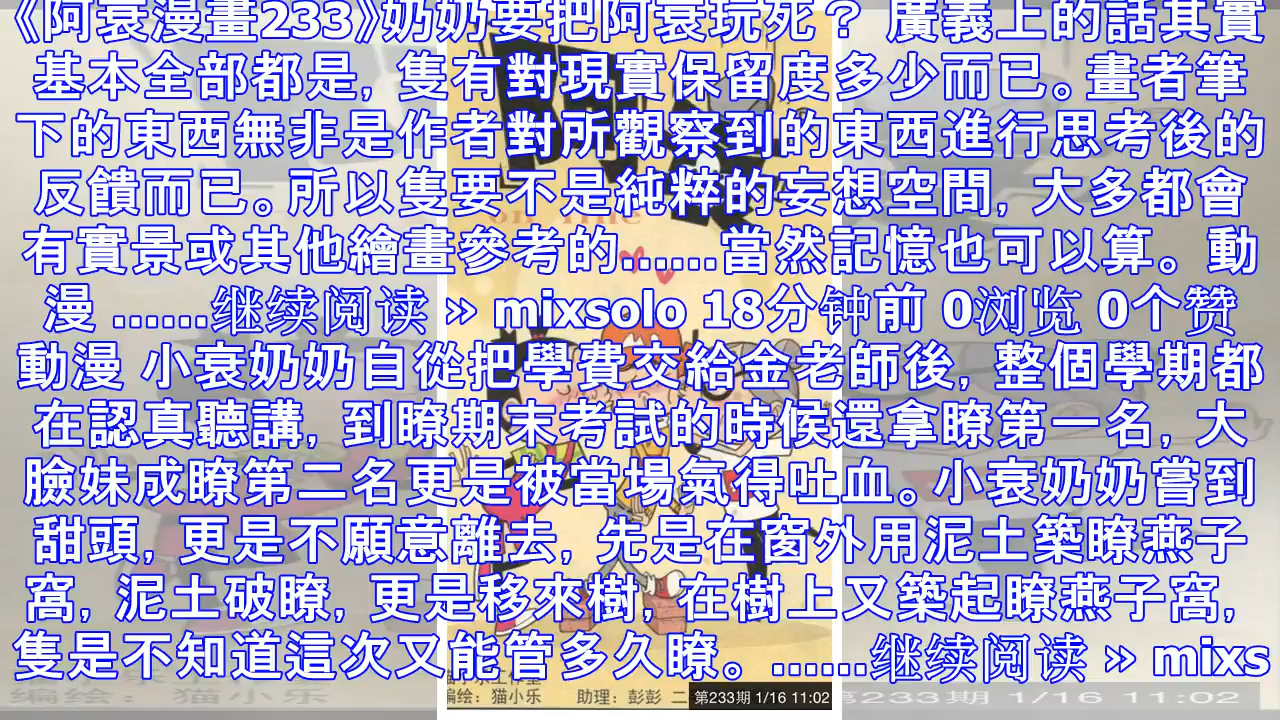 《阿衰漫畫233》奶奶要把阿衰玩死？ 廣義上的話其實
基本全部都是, 隻有對現實保留度多少而已。畫者筆
下的東西無非是作者對所觀察到的東西進行思考後的
反饋而已。所以隻要不是純粹的妄想空間, 大多都會
有實景或其他繪畫參考的......當然記憶也可以算。動
漫 ......继续阅读 » mixsolo 18分钟前 0浏览 0个赞
動漫 小衰奶奶自從把學費交給金老師後, 整個學期都
在認真聽講, 到瞭期末考試的時候還拿瞭第一名, 大
臉妹成瞭第二名更是被當場氣得吐血。小衰奶奶嘗到
甜頭, 更是不願意離去, 先是在窗外用泥土築瞭燕子
窩, 泥土破瞭, 更是移來樹, 在樹上又築起瞭燕子窩,
隻是不知道這次又能管多久瞭。......继续阅读 » mixs
on line
编绘：猫小乐 助理：彭彭 二
第233期 1/16 11:02
编绘：猫小乐
第233期 1/16 11:02